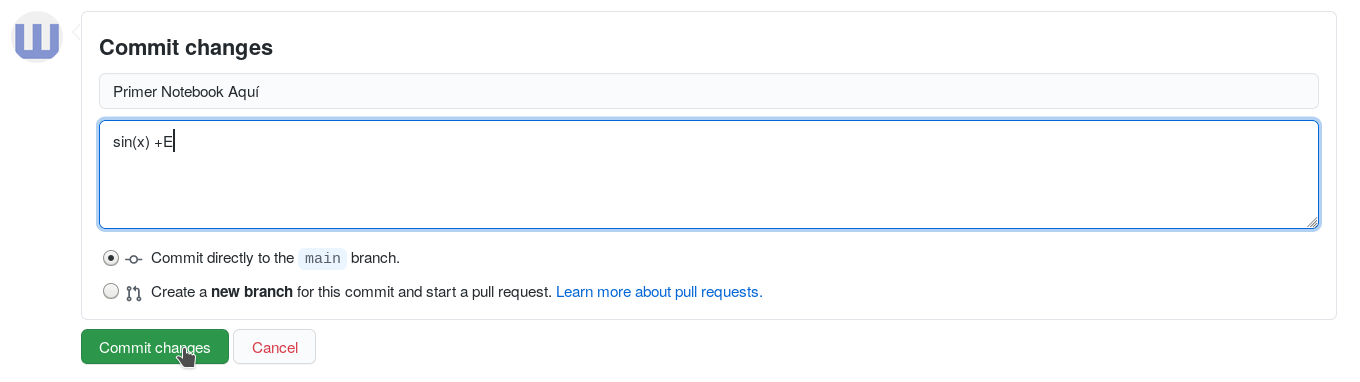 Commit changes
Primer Notebook Aquí
sin(x) +E
Commit directly to the main branch.
Create a new branch for this commit and start a pull request. Learn more about pull requests.
Commit changes
Cancel